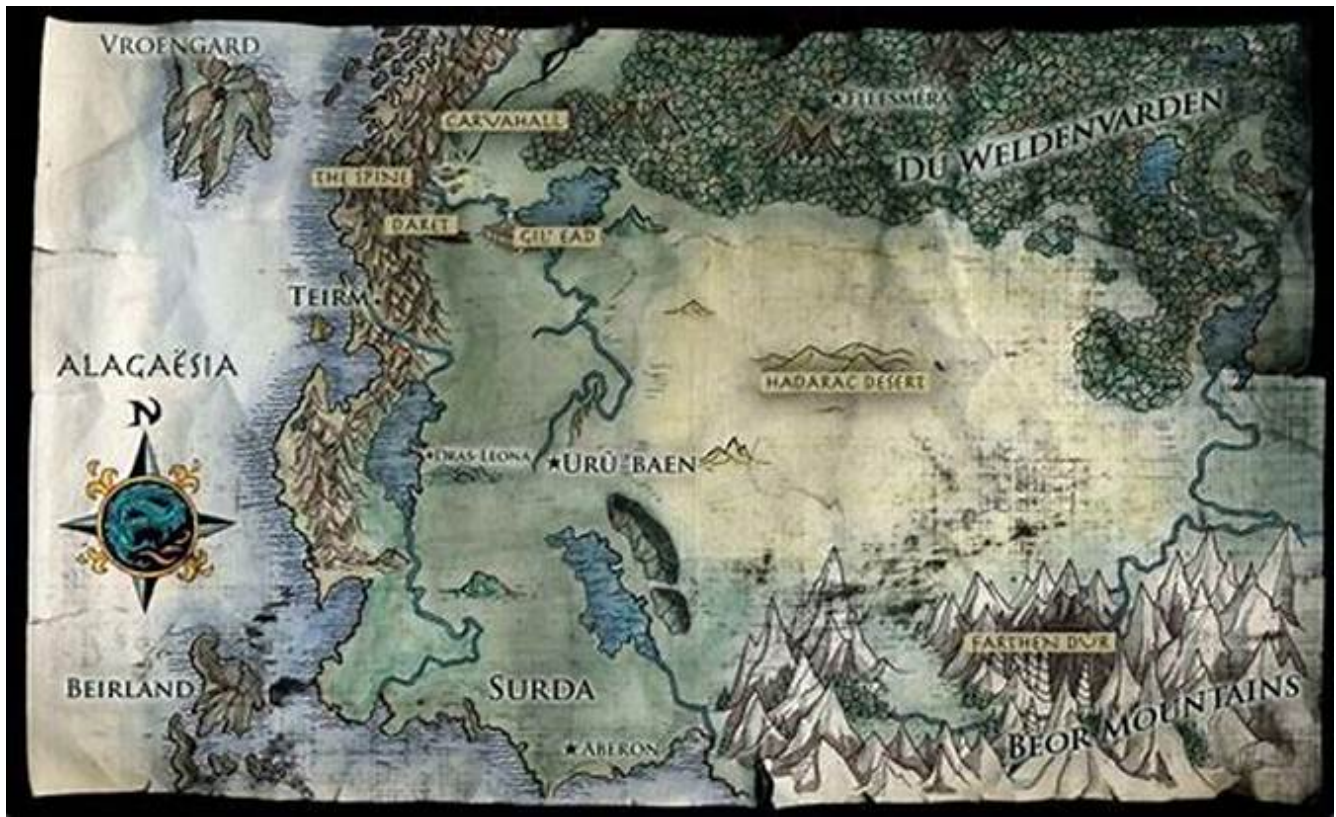 VROENGARD
CARVAHALL
ELLESMÉRA
DU WELDENVARDEN
THE SPINE
DARET
GIL' EAD
TEIRM
ALAGAËSIA
HADARAC DESERT
N
DRAS-LEONA
URÛ'BAEN
FARTHEN DUR
BEIRLAND
SURDA
BEOR MOUNTAINS
ABERON